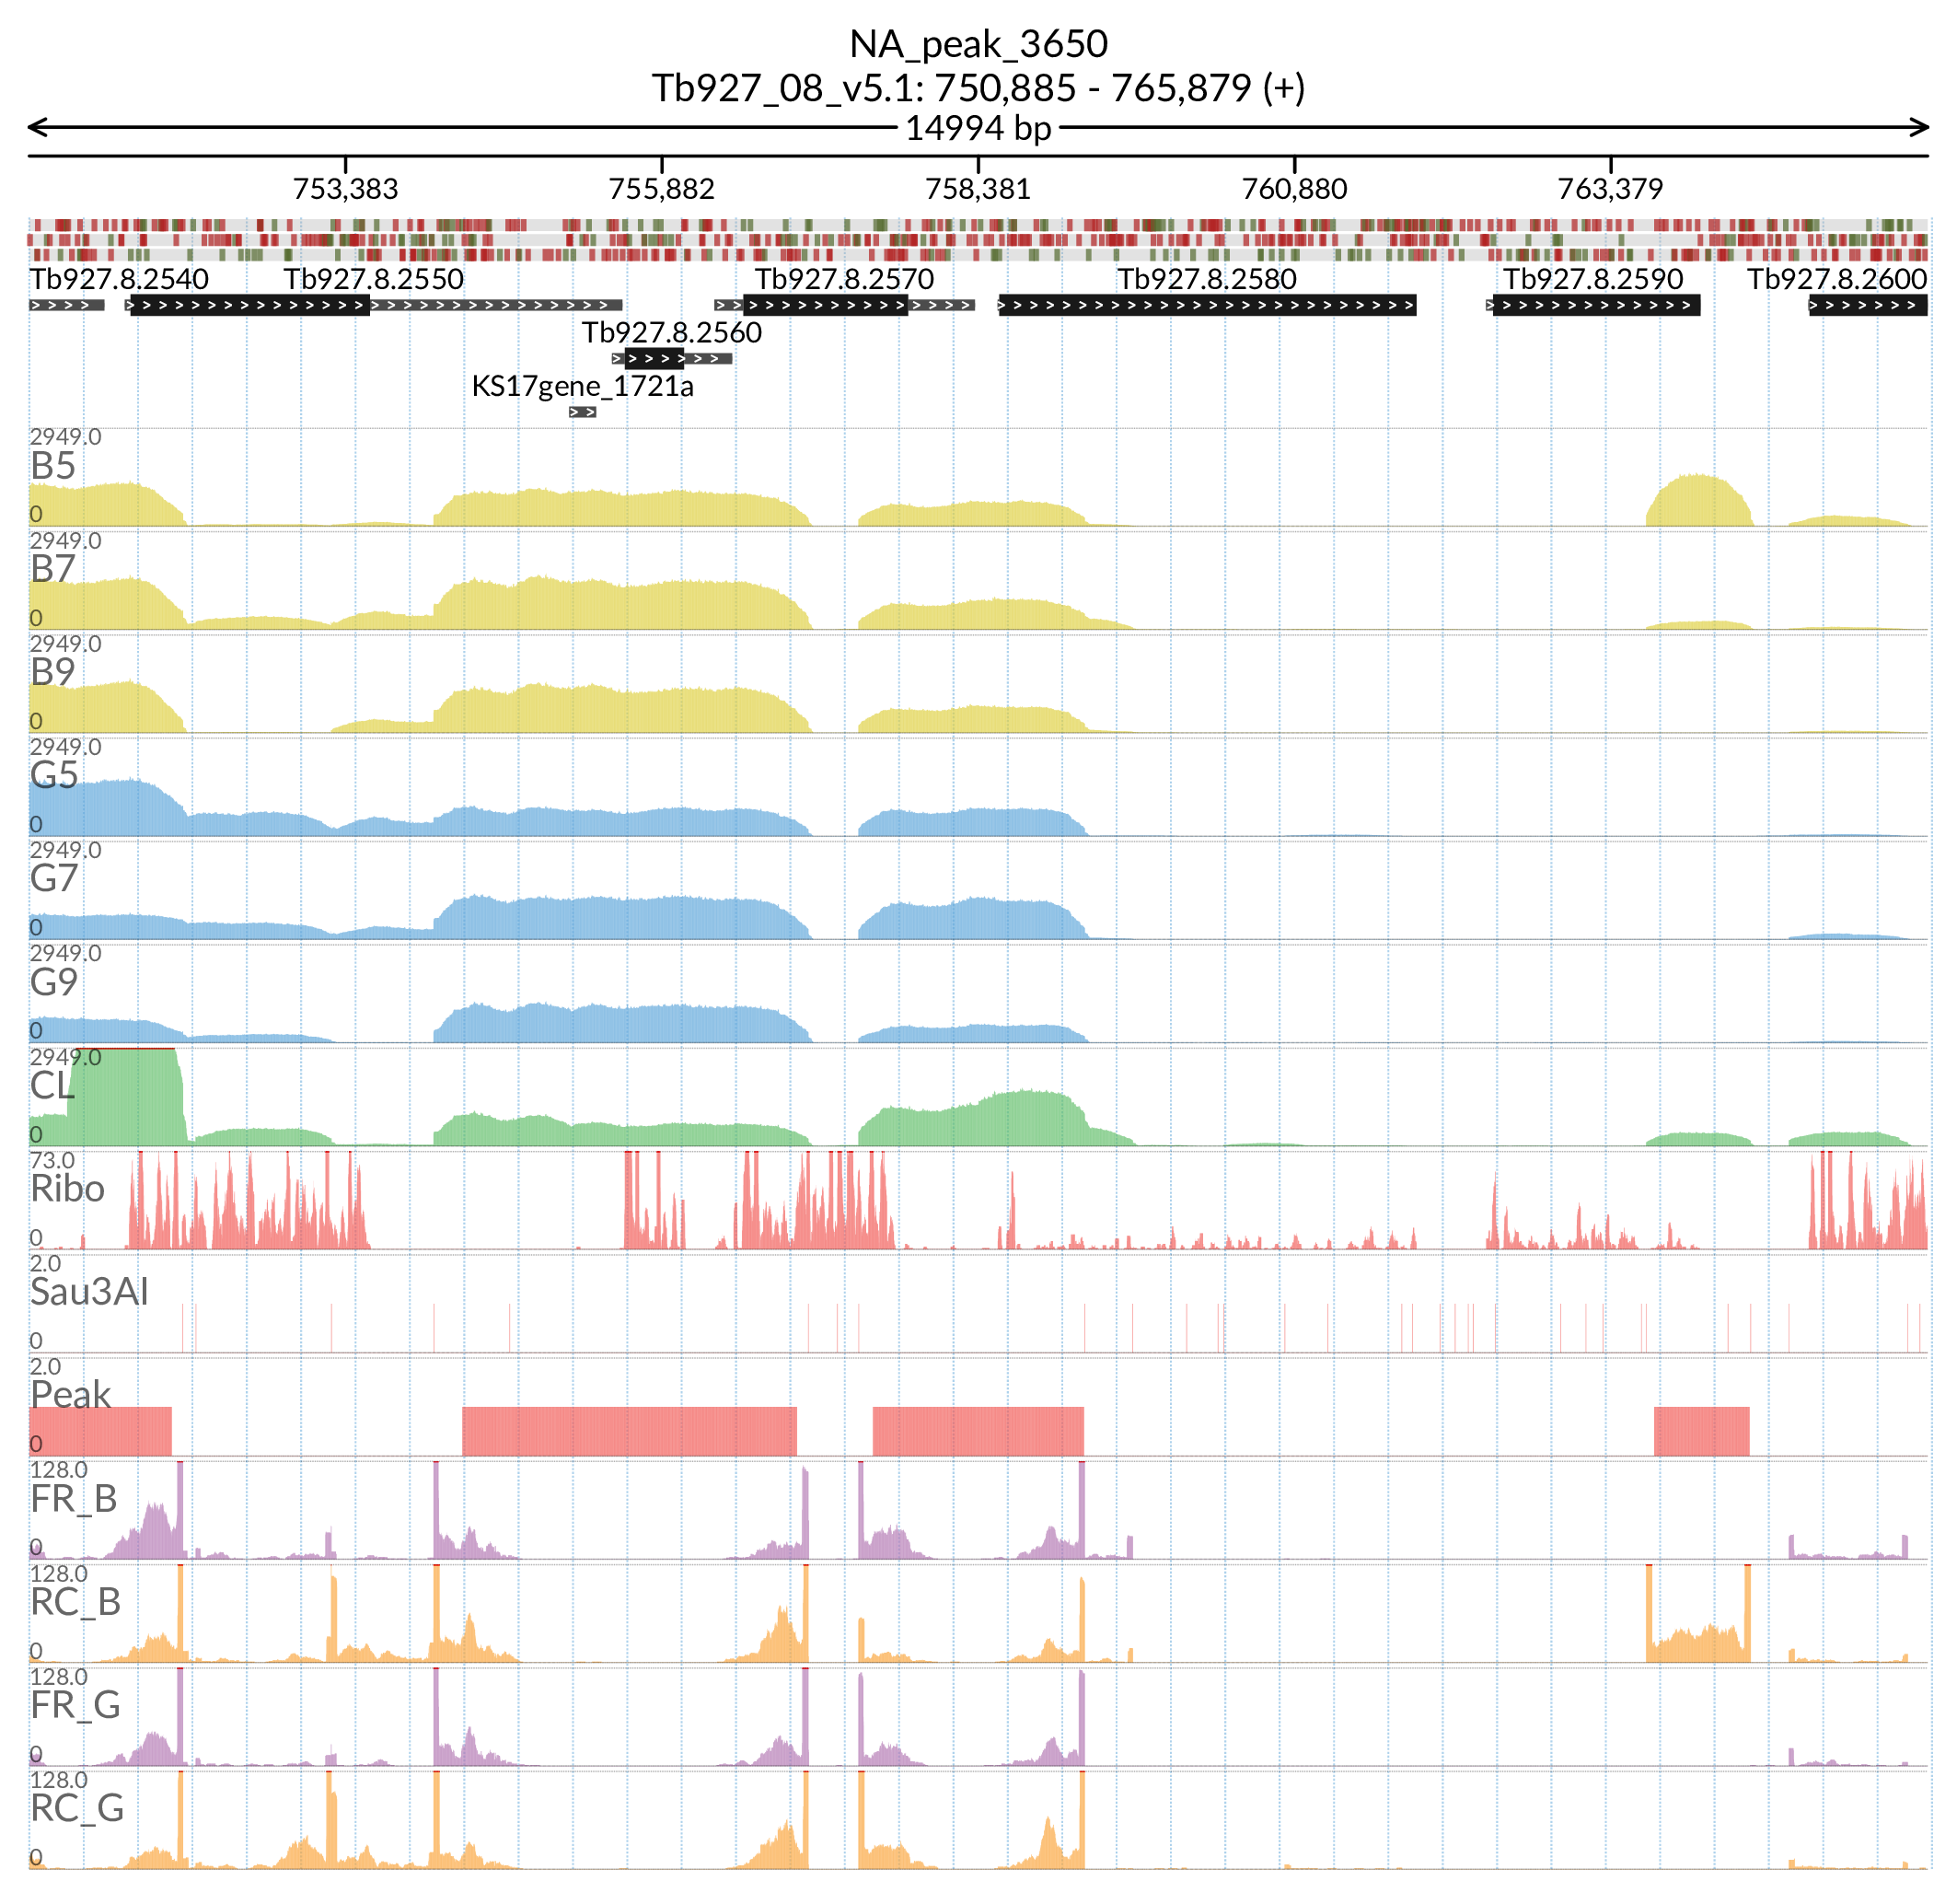 NA_peak_3650
Tb927_08_v5.1: 750,885 - 765,879 (+)
14994 bp
753,383 755,882 758,381 760,880 763,379
Tb927.8.2540 Tb927.8.2550 Tb927.8.2570 Tb927.8.2580 Tb927.8.2590 Tb927.8.2600
Tb927.8.2560
KS17gene_1721a
2949.0
B5
0
2949.0
B7
0
2949.0
B9
0
2949.0
G5
0
2949.0
G7
0
2949.0
G9
0
2949.0
CL
0
73.0
Ribo
0
2.0
Sau3AI
0
2.0
Peak
0
128.0
FR_B
0
128.0
RC_B
0
128.0
FR_G
0
128.0
RC_G
0